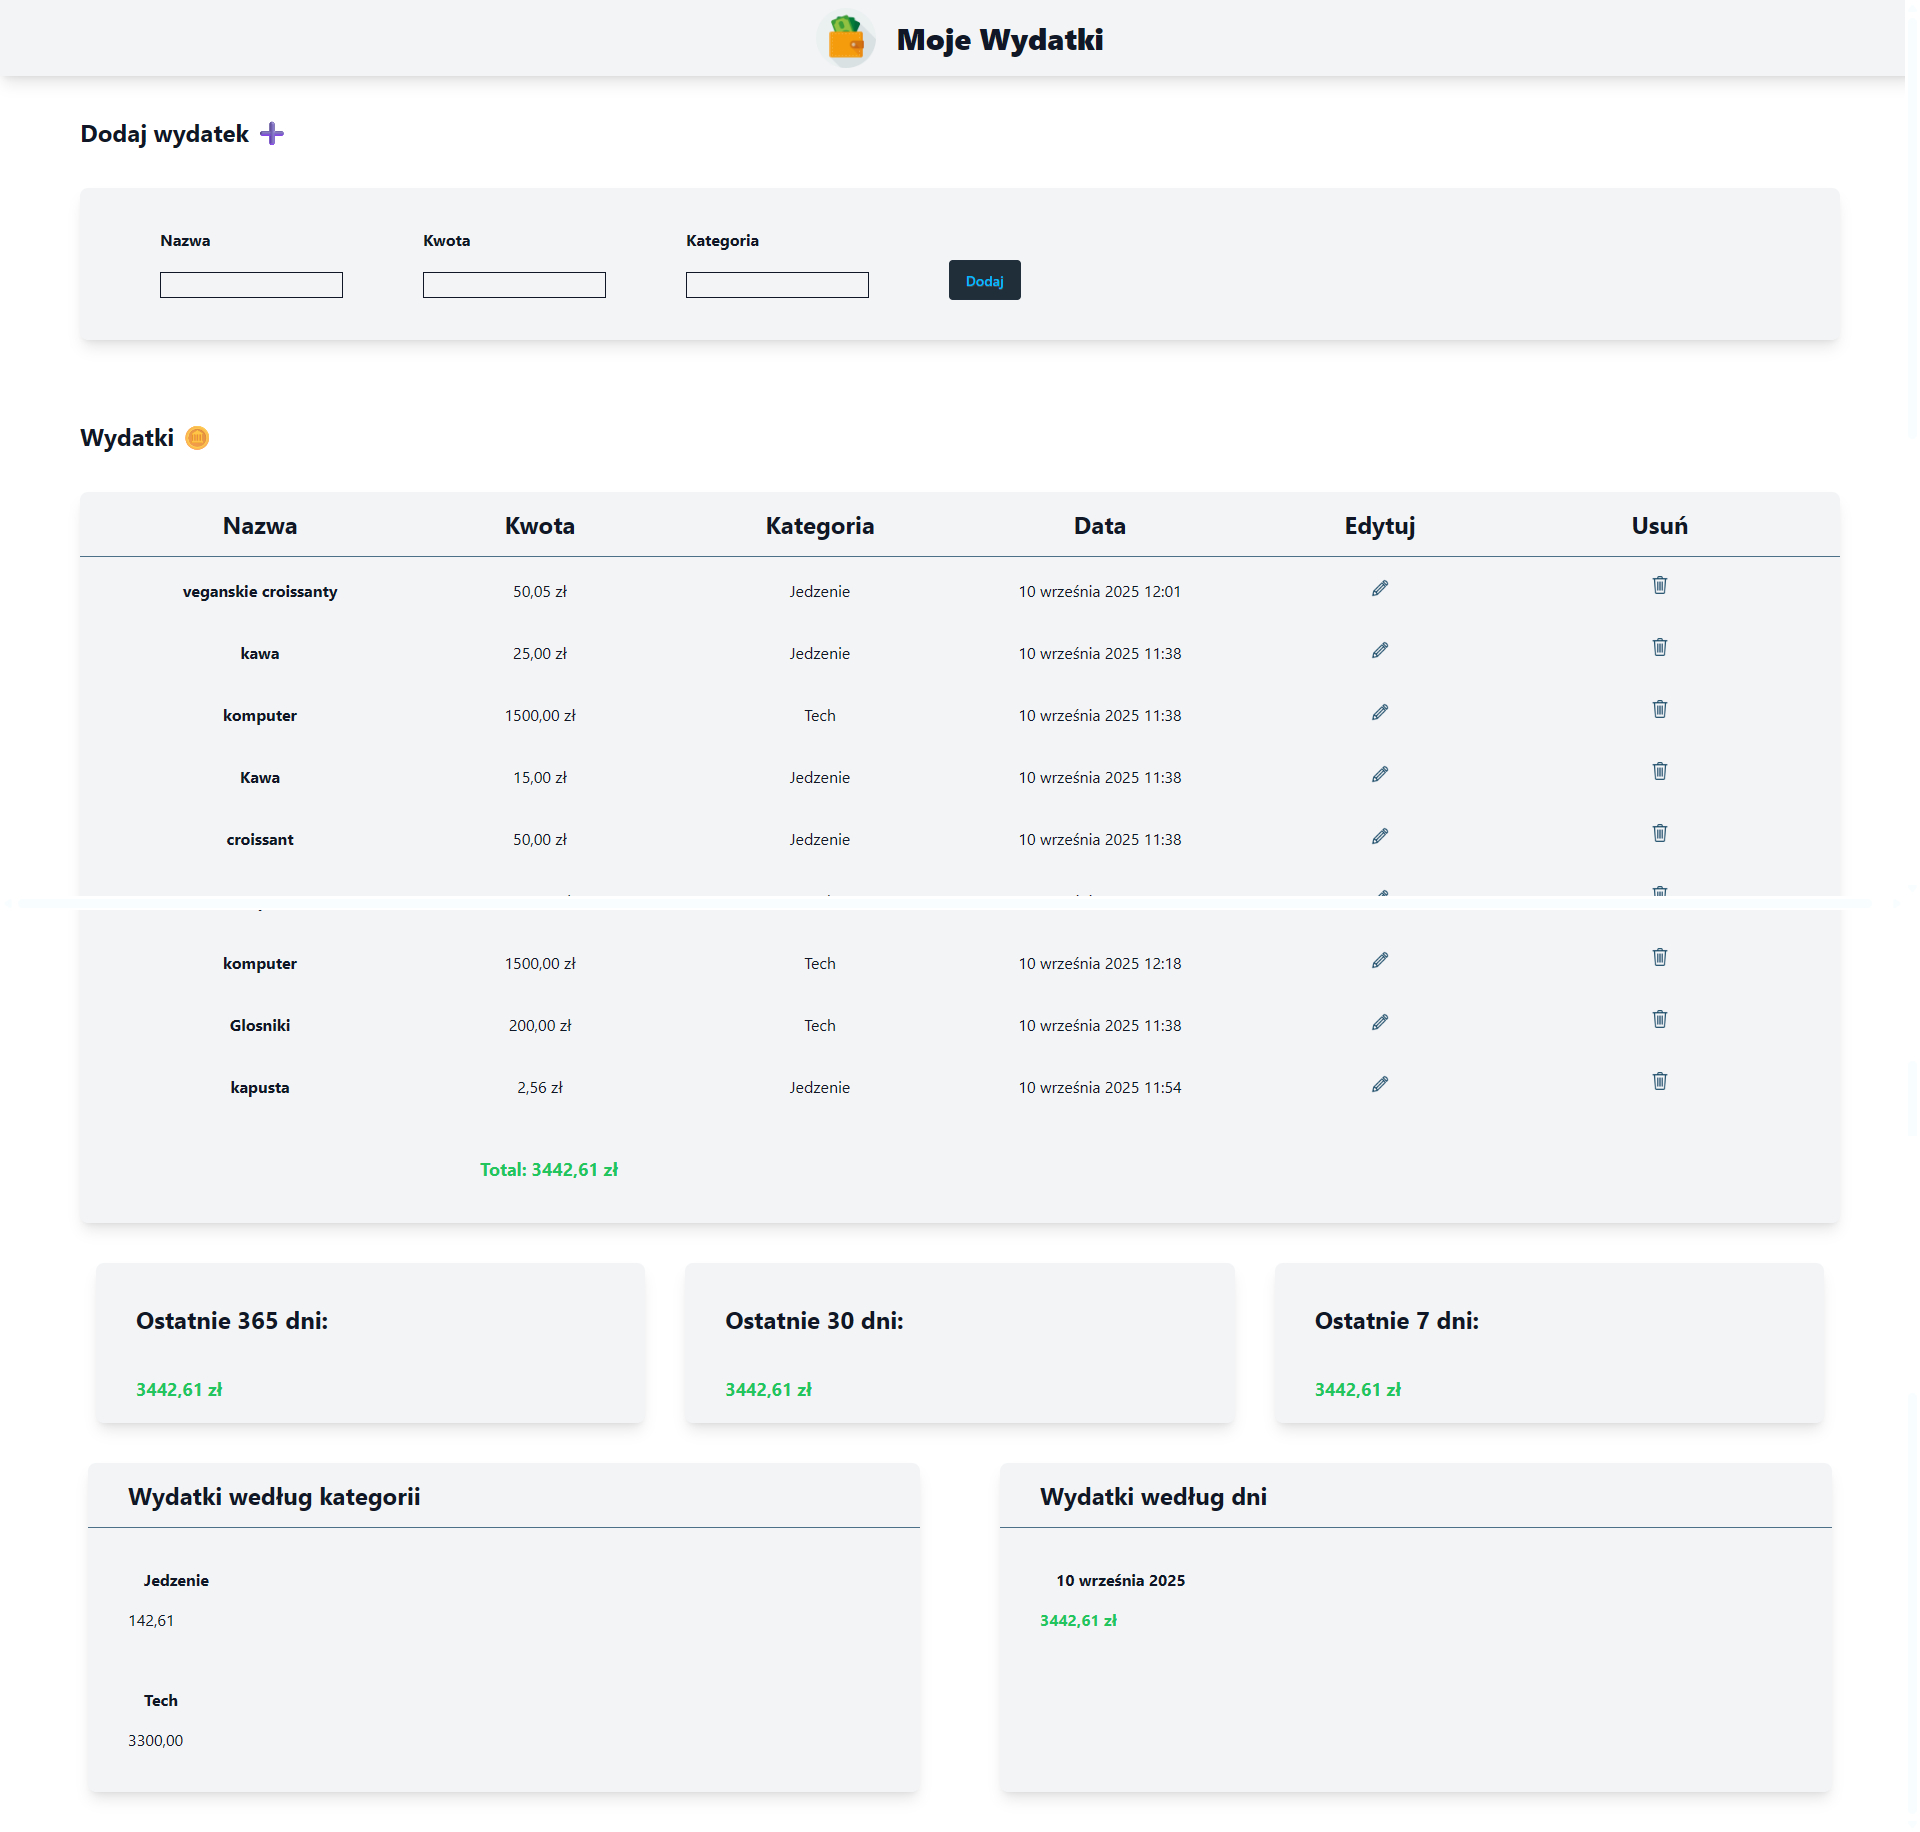 Moje Wydatki
Dodaj wydatek
Nazwa Kwota Kategoria
Dodaj
Wydatki
Nazwa Kwota Kategoria Data Edytuj Usuń
veganskie croissanty 50,05 zł Jedzenie 10 września 2025 12:01
kawa 25,00 zł Jedzenie 10 września 2025 11:38
komputer 1500,00 zł Tech 10 września 2025 11:38
Kawa 15,00 zł Jedzenie 10 września 2025 11:38
croissant 50,00 zł Jedzenie 10 września 2025 11:38
komputer 1500,00 zł Tech 10 września 2025 12:18
Glosniki 200,00 zł Tech 10 września 2025 11:38
kapusta 2,56 zł Jedzenie 10 września 2025 11:54
Total: 3442,61 zł
Ostatnie 365 dni: Ostatnie 30 dni: Ostatnie 7 dni:
3442,61 zł 3442,61 zł 3442,61 zł
Wydatki według kategorii
Jedzenie
142,61
Tech
3300,00
Wydatki według dni
10 września 2025
3442,61 zł